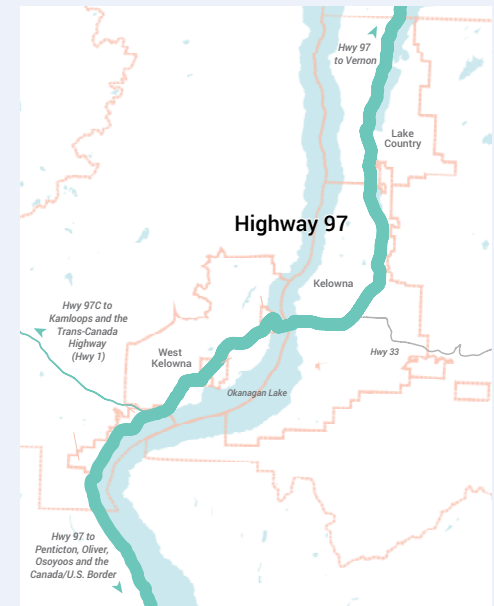 Hwy 97
to Vernon
Lake
Country
Highway 97
Kelowna
Hwy 97C to
Kamloops and the
Trans-Canada
Highway
(Hwy 1)
West
Kelowna
Hwy 33
Okanagan Lake
Hwy 97 to
Penticton, Oliver,
Osoyoos and the
Canada/U.S. Border